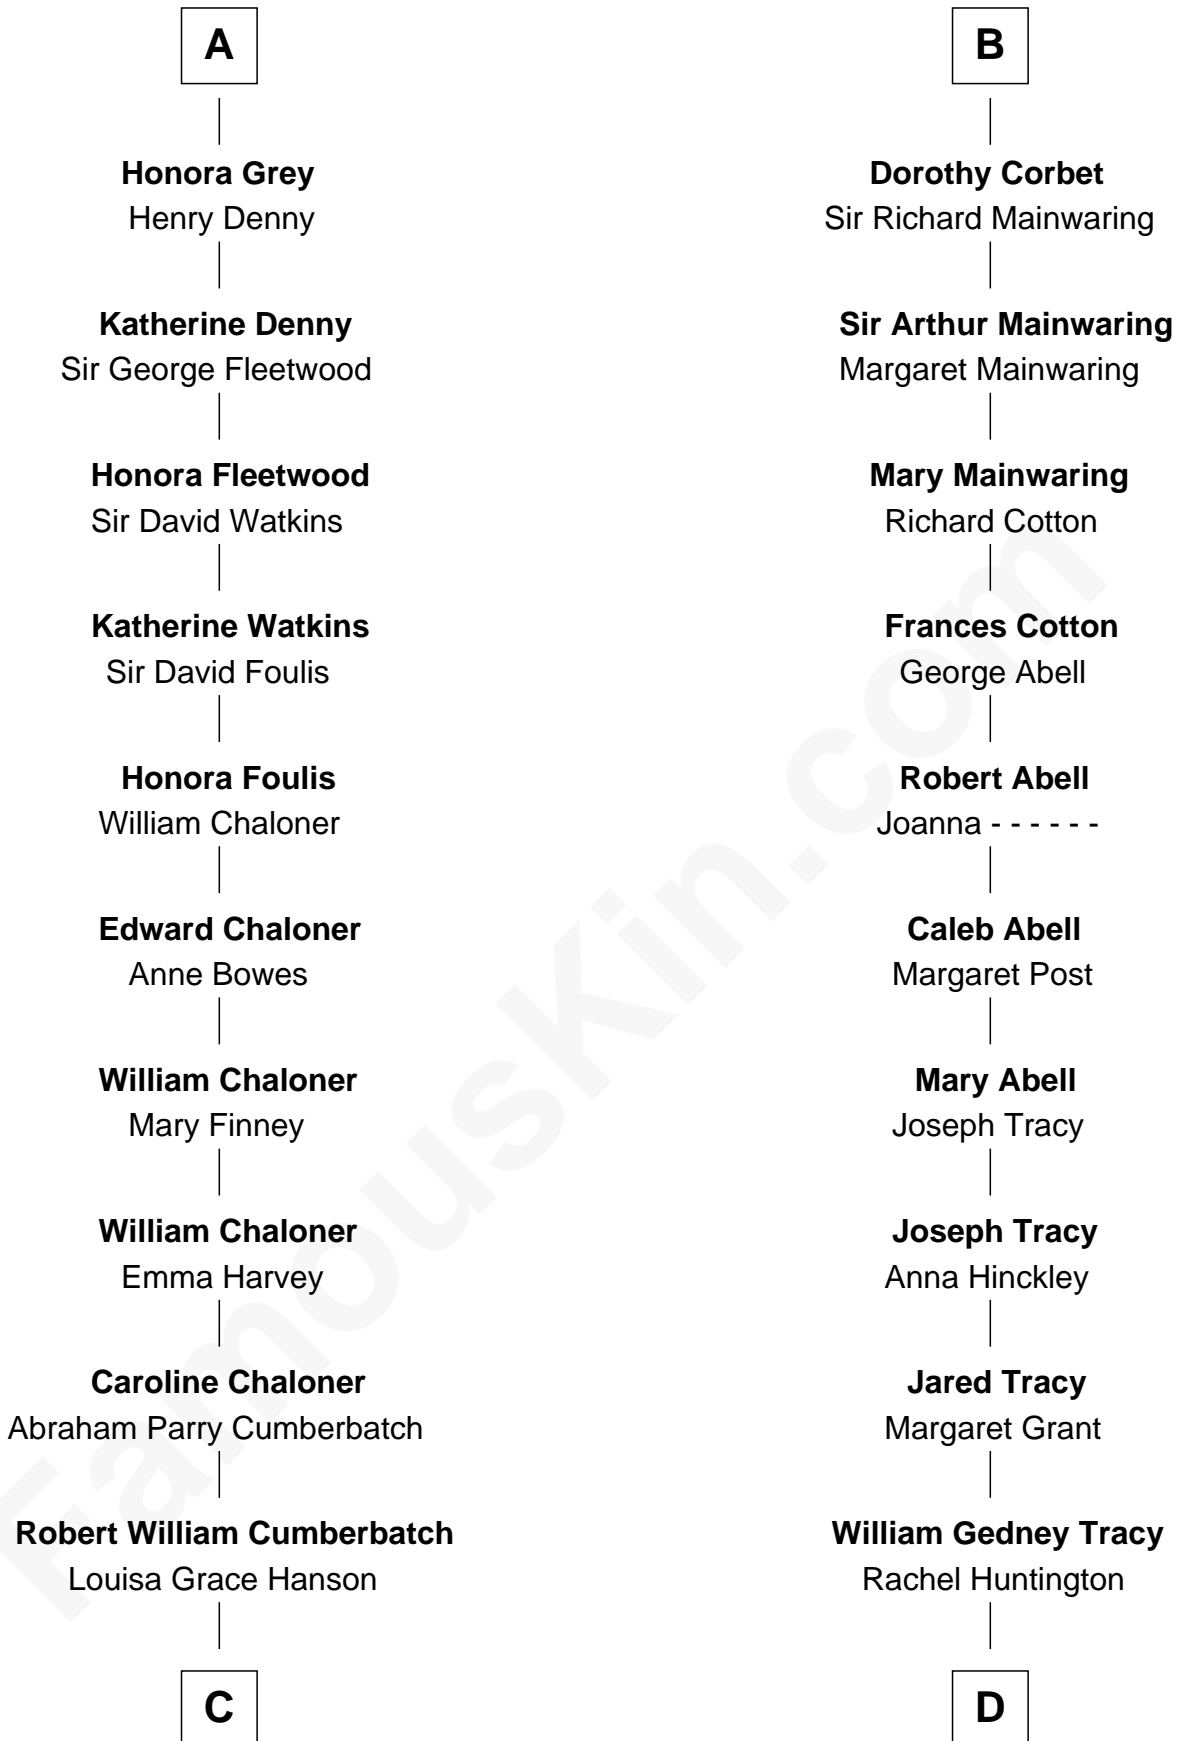 A
Honora Grey
Henry Denny
Katherine Denny
Sir George Fleetwood
Honora Fleetwood
Sir David Watkins
Katherine Watkins
Sir David Foulis
Honora Foulis
William Chaloner
Edward Chaloner
Anne Bowes
William Chaloner
Mary Finney
William Chaloner
Emma Harvey
Caroline Chaloner
Abraham Parry Cumberbatch
Robert William Cumberbatch
Louisa Grace Hanson
C
B
Dorothy Corbet
Sir Richard Mainwaring
Sir Arthur Mainwaring
Margaret Mainwaring
Mary Mainwaring
Richard Cotton
Frances Cotton
George Abell
Robert Abell
Joanna - - - - - -
Caleb Abell
Margaret Post
Mary Abell
Joseph Tracy
Joseph Tracy
Anna Hinckley
Jared Tracy
Margaret Grant
William Gedney Tracy
Rachel Huntington
D
FamousKin.com